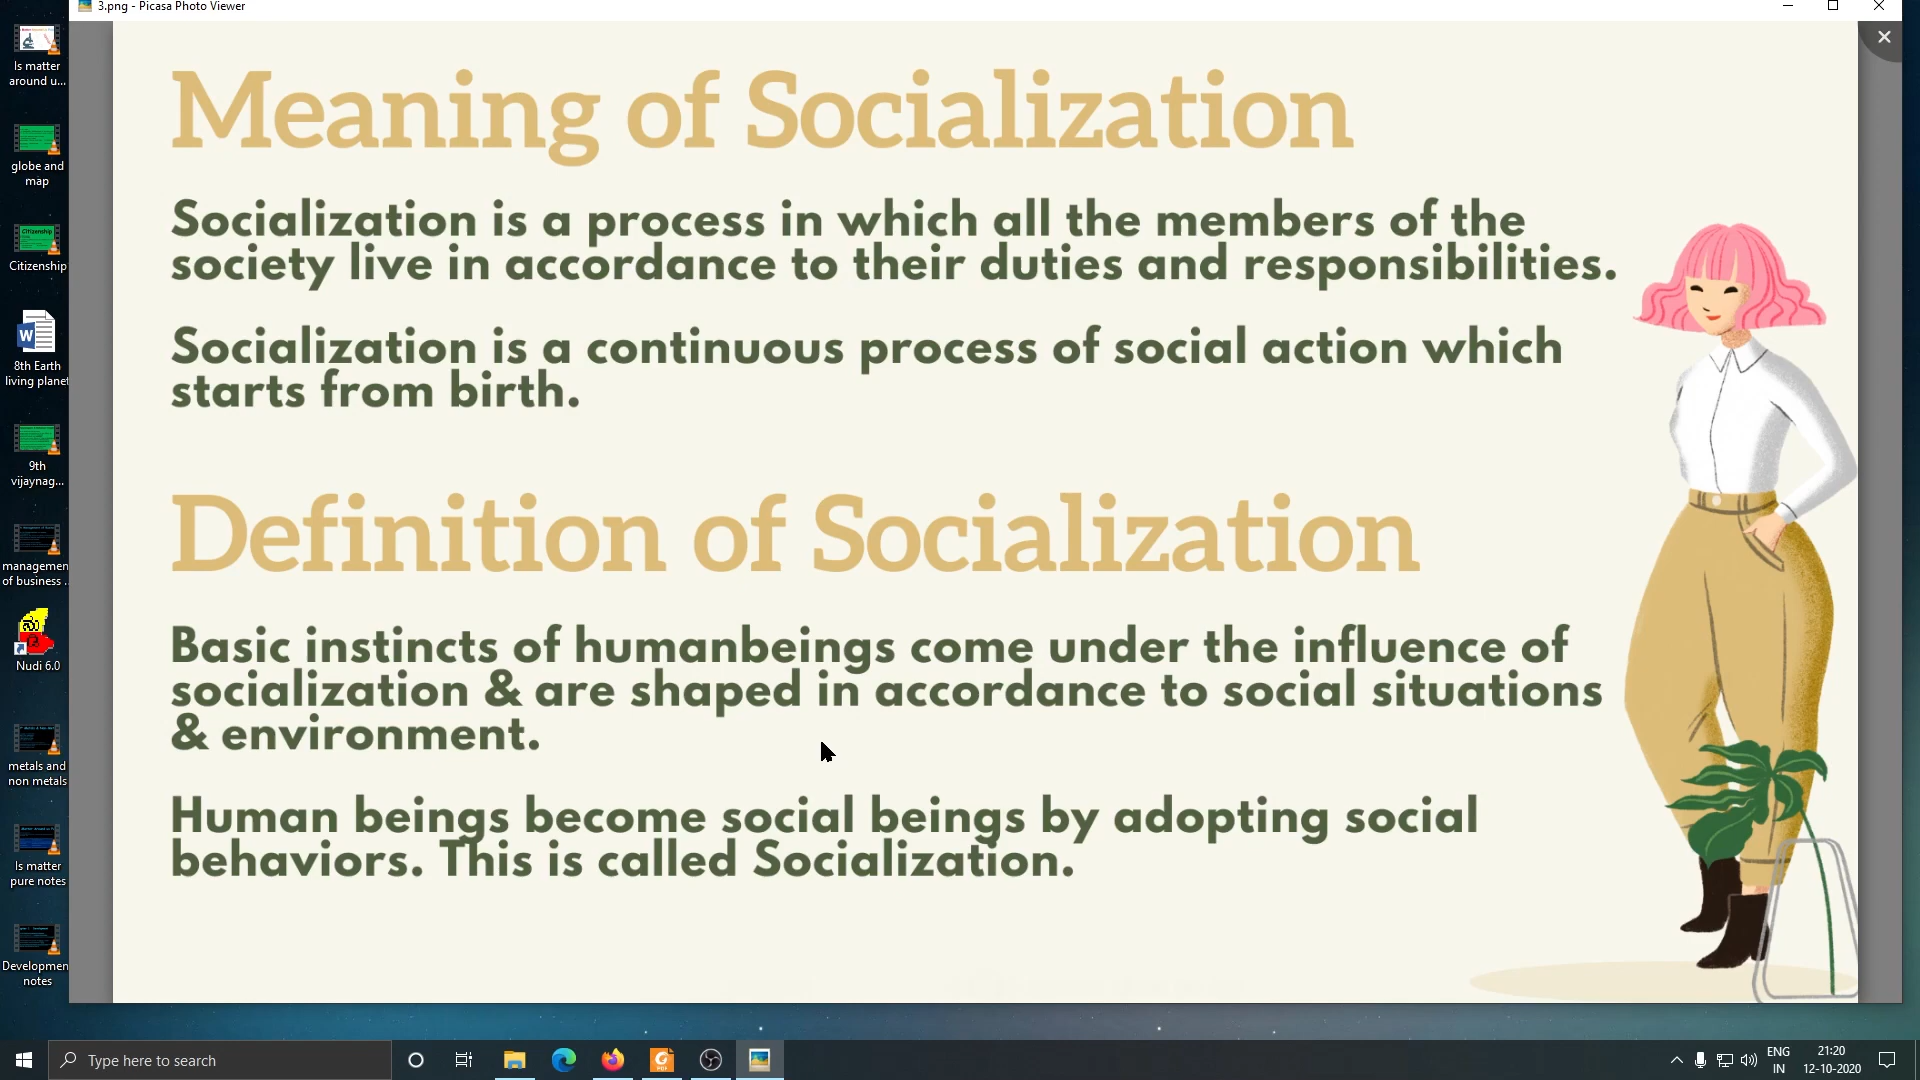 3.png - Picasa Photo Viewer
Is matter
around u...
globe and
map
Citizenship
Citizenship
8th Earth
living planet
9th
vijaynag...
managemen
of business ..
Nudi 6.0
metals and
non metals
Is matter
pure notes
Developmen
notes
Meaning of Socialization
Socialization is a process in which all the members of the
society live in accordance to their duties and responsibilities.
Socialization is a continuous process of social action which
starts from birth.
Definition of Socialization
Basic instincts of humanbeings come under the influence of
socialization & are shaped in accordance to social situations
& environment.
Human beings become social beings by adopting social
behaviors. This is called Socialization.
Type here to search
ENG
IN
21:20
12-10-2020